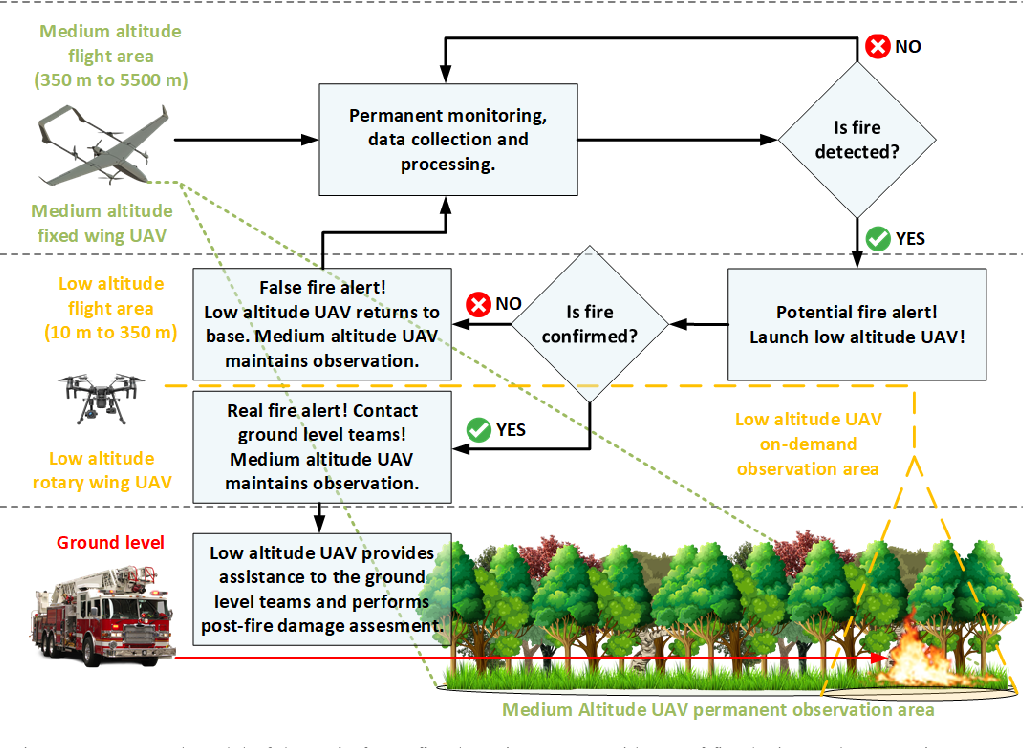 Medium altitude
flight area
(350 m to 5500 m)
NO
Permanent monitoring,
data collection and
processing.
Is fire
detected?
Medium altitude
fixed wing UAV
YES
Low altitude
flight area
(10 m to 350 m)
False fire alert!
Low altitude UAV returns to
base. Medium altitude UAV
maintains observation.
NO
Is fire
confirmed?
Potential fire alert!
Launch low altitude UAV!
Real fire alert! Contact
ground level teams!
Medium altitude UAV
maintains observation.
YES
Low altitude UAV
on-demand
observation area
Low altitude
rotary wing UAV
Ground level
Low altitude UAV provides
assistance to the ground
level teams and performs
post-fire damage assesment.
Medium Altitude UAV permanent observation area